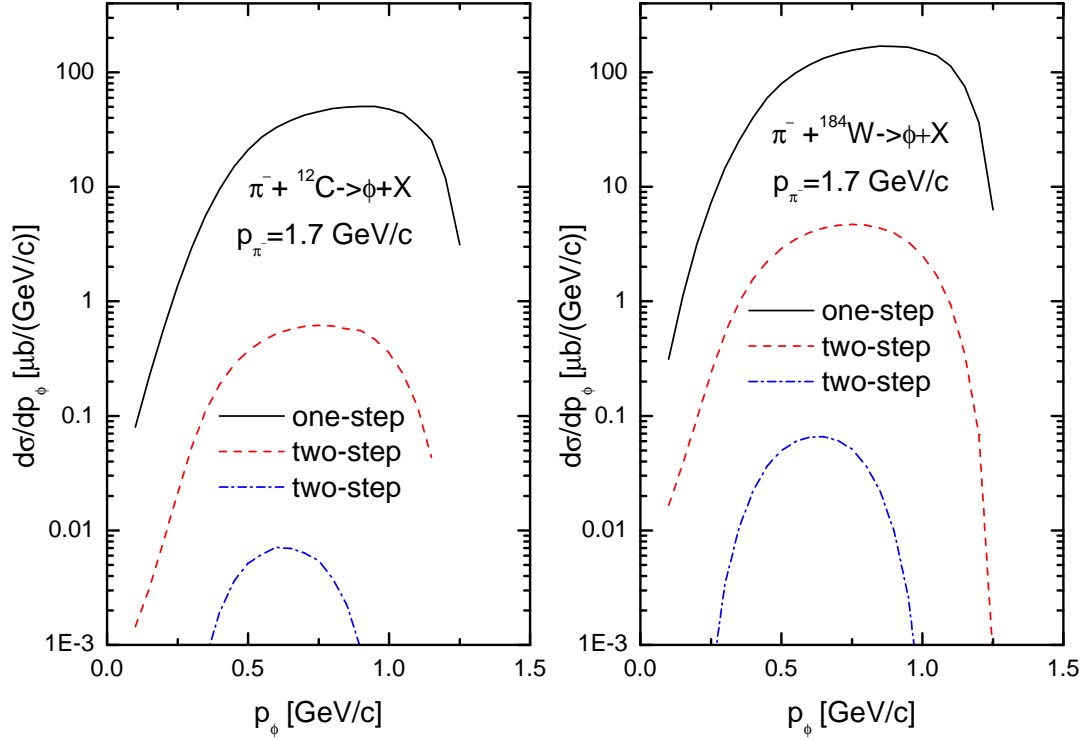 dσ/dp_ϕ [μb/(GeV/c)]
100
10
1
0.1
0.01
1E-3
π⁻+ ¹²C->ϕ+X
p_π⁻=1.7 GeV/c
one-step
two-step
two-step
0.0
0.5
1.0
1.5
p_ϕ [GeV/c]
dσ/dp_ϕ [μb/(GeV/c)]
100
10
1
0.1
0.01
1E-3
π⁻ +¹⁸⁴W->ϕ+X
p_π⁻=1.7 GeV/c
one-step
two-step
two-step
0.0
0.5
1.0
1.5
p_ϕ [GeV/c]